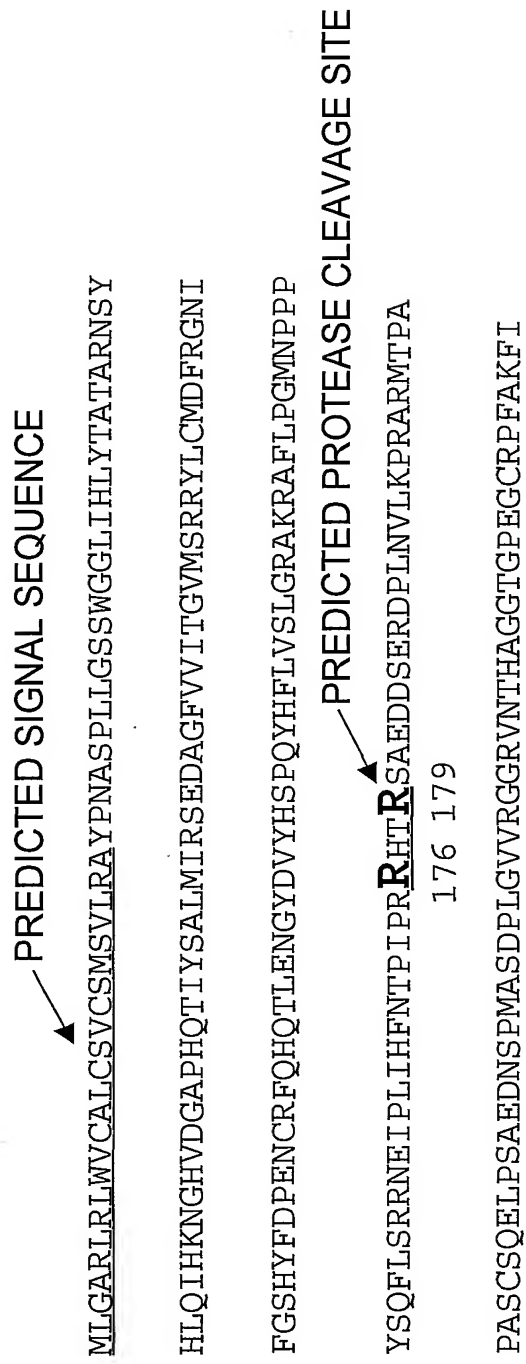 PREDICTED SIGNAL SEQUENCE
MLGARLRLWVCALCSVCSMSVLRAYPNASPLLGSSWGGLIHLYTATARNSY
HLQIHKNGHVDGAPHQTIYSALMIRSEDAGFVVITGVMSRRYLCMDFRGNI
FGSHYFDPENCRFQHQTLENGYDVYHSPQYHFLVSLGRAKRAFLPGMNPPP
PREDICTED PROTEASE CLEAVAGE SITE
YSQFLSRRNEIPLIHFNTPIPRRHTRSAEDDSERDPLNVLKPRARMTPA
176 179
PASCSQELPSAEDNSPMASDPLGVVRGGRVNTHAGGTGPEGCRPFAKFI